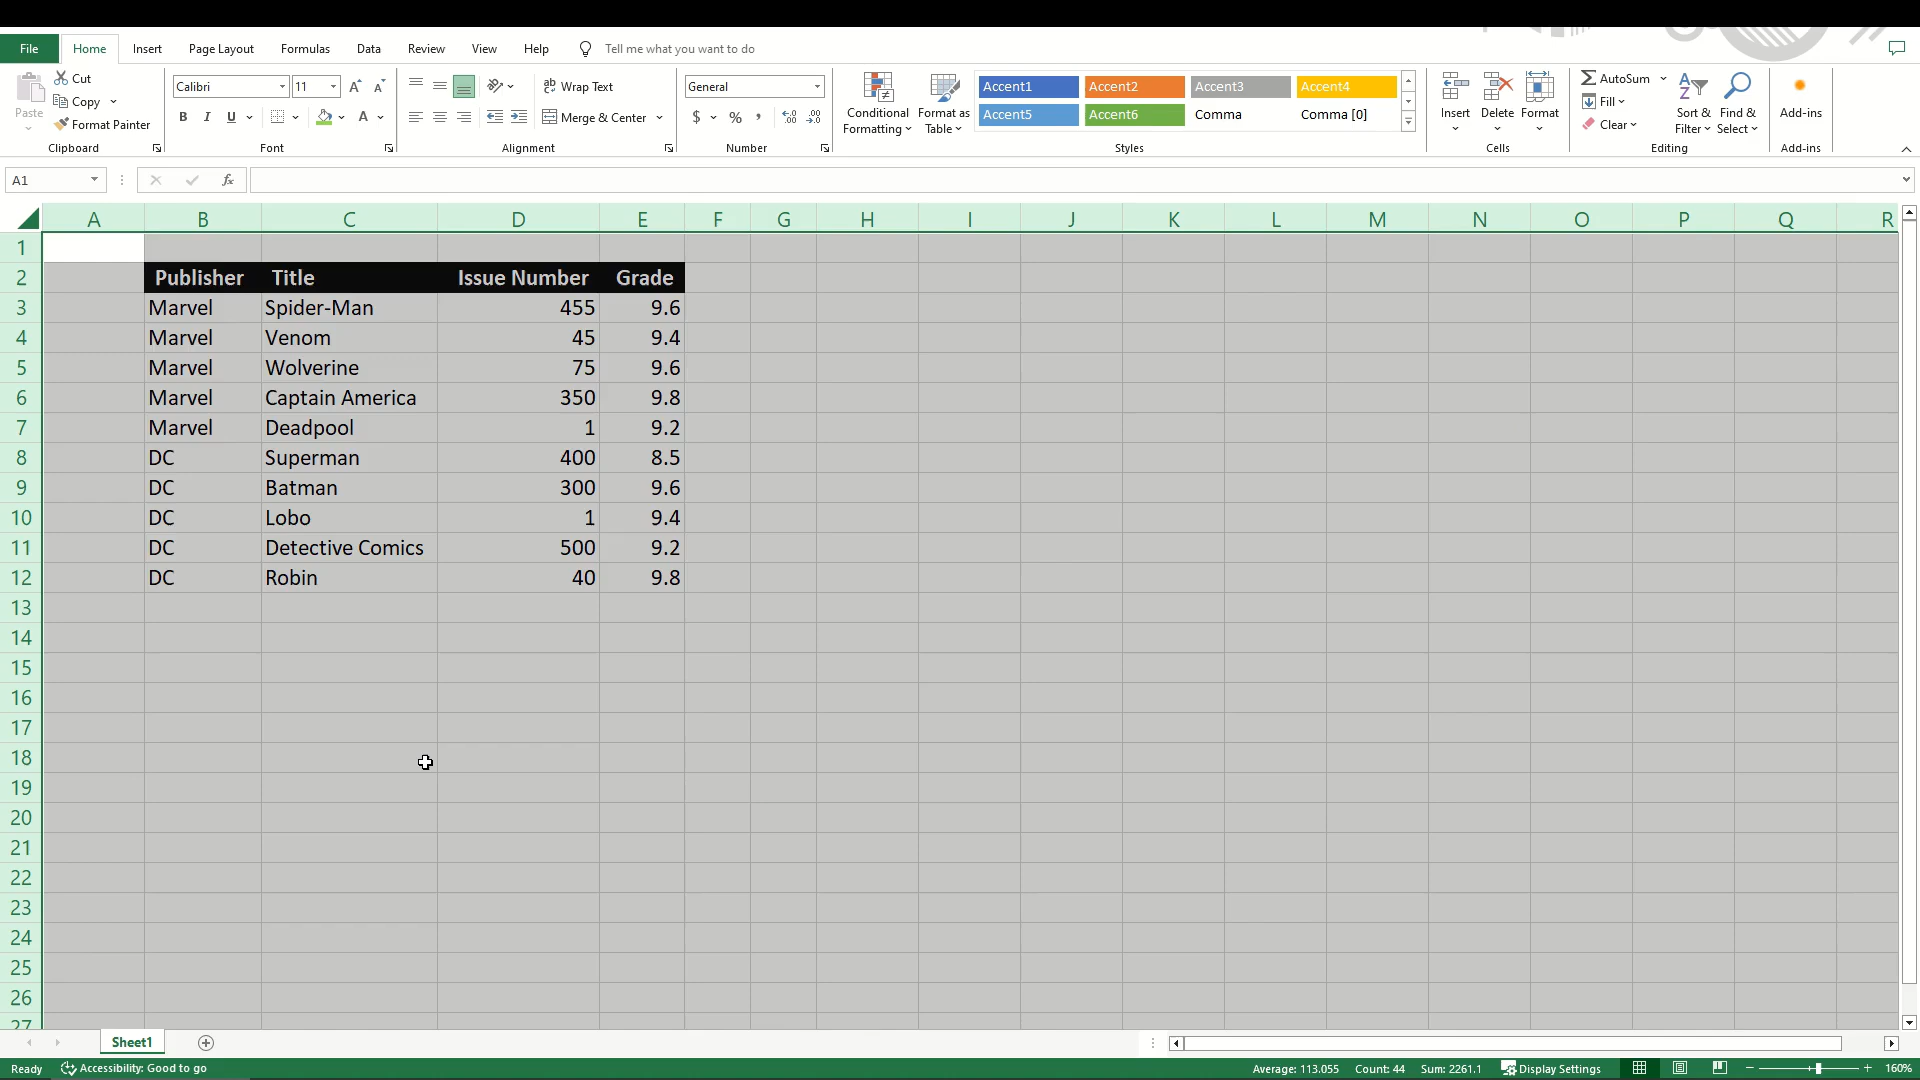 File Home Insert Page Layout Formulas Data Review View Help Tell me what you want to do
Paste Cut Copy Format Painter
Calibri 11 A A
B I U A
Wrap Text
Merge & Center
General
$ %
Conditional Formatting
Format as Table
Accent1 Accent2 Accent3 Accent4
Accent5 Accent6 Comma Comma [0]
Insert Delete Format
AutoSum
Fill
Clear
Sort & Filter
Find & Select
Add-ins
Clipboard Font Alignment Number Styles Cells Editing Add-ins
A1 fx
A B C D E F G H I J K L M N O P Q R
1
2 Publisher Title Issue Number Grade
3 Marvel Spider-Man 455 9.6
4 Marvel Venom 45 9.4
5 Marvel Wolverine 75 9.6
6 Marvel Captain America 350 9.8
7 Marvel Deadpool 1 9.2
8 DC Superman 400 8.5
9 DC Batman 300 9.6
10 DC Lobo 1 9.4
11 DC Detective Comics 500 9.2
12 DC Robin 40 9.8
13
14
15
16
17
18
19
20
21
22
23
24
25
26
27
Sheet1
Ready Accessibility: Good to go Average: 113.055 Count: 44 Sum: 2261.1 Display Settings 160%